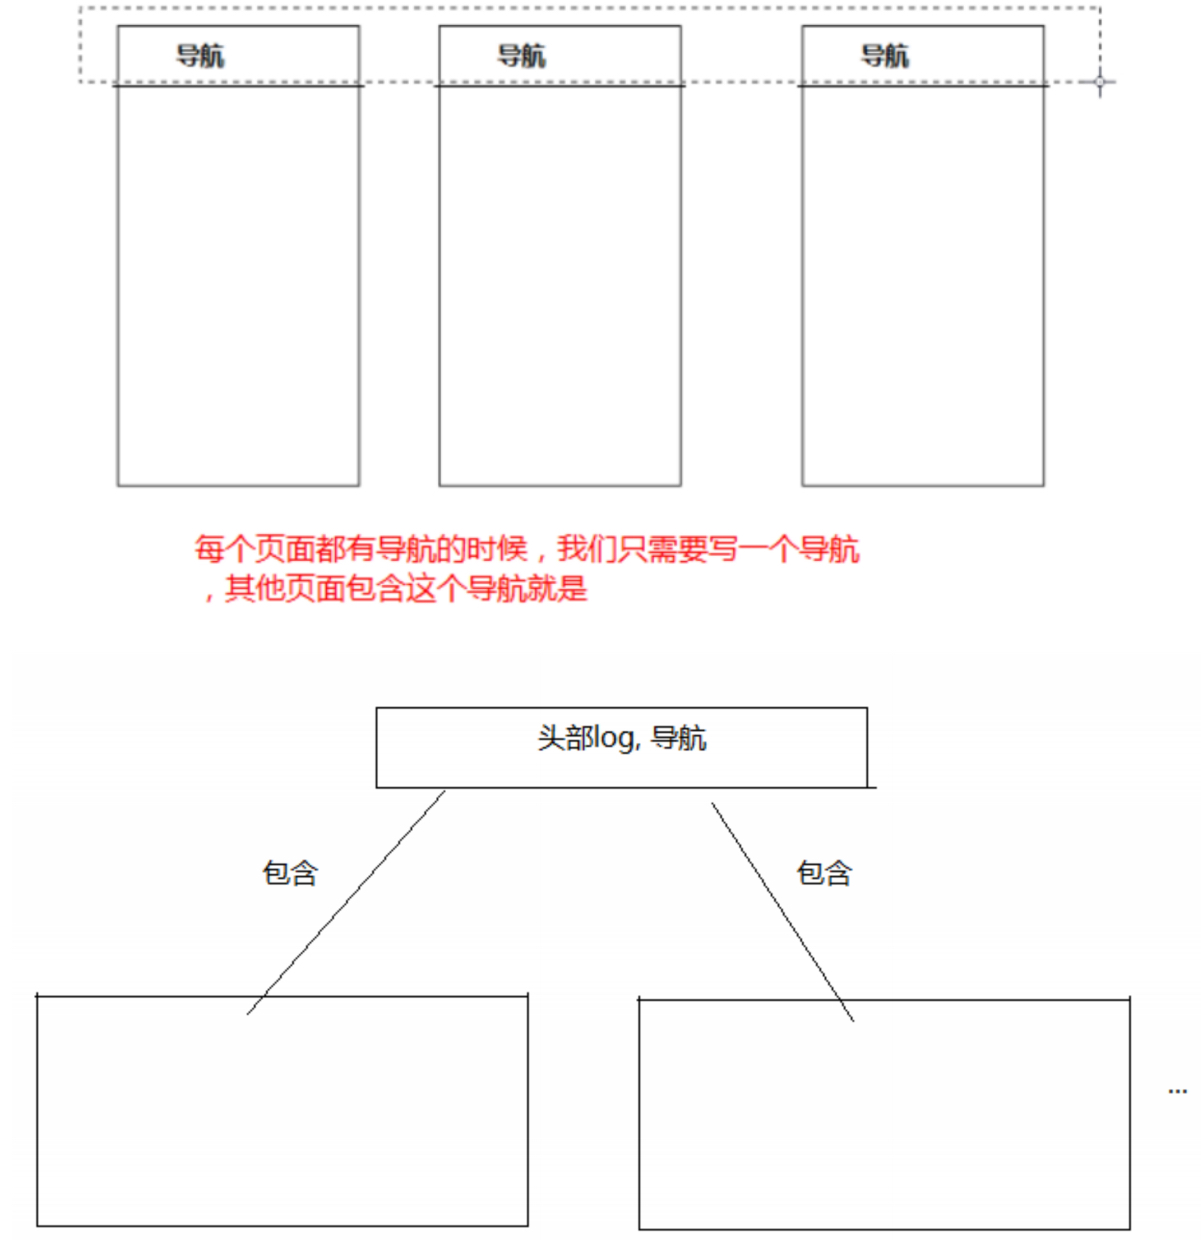 导航 导航 导航
每个页面都有导航的时候，我们只需要写一个导航
，其他页面包含这个导航就是
头部log, 导航
包含 包含
...